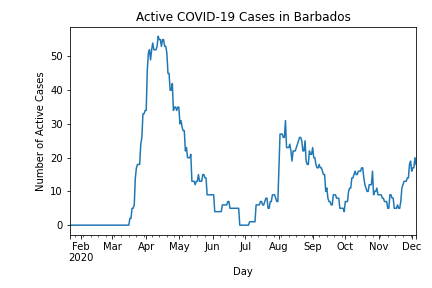 Active COVID-19 Cases in Barbados
Number of Active Cases
50
40
30
20
10
0
Feb Mar Apr May Jun Jul Aug Sep Oct Nov Dec
2020
Day